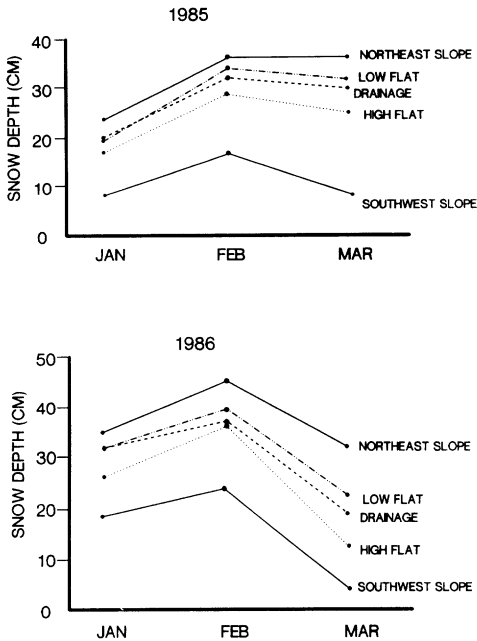 1985
SNOW DEPTH (CM)
40
30
20
10
0
NORTHEAST SLOPE
LOW FLAT
DRAINAGE
HIGH FLAT
SOUTHWEST SLOPE
JAN FEB MAR
1986
SNOW DEPTH (CM)
50
40
30
20
10
0
NORTHEAST SLOPE
LOW FLAT
DRAINAGE
HIGH FLAT
SOUTHWEST SLOPE
JAN FEB MAR